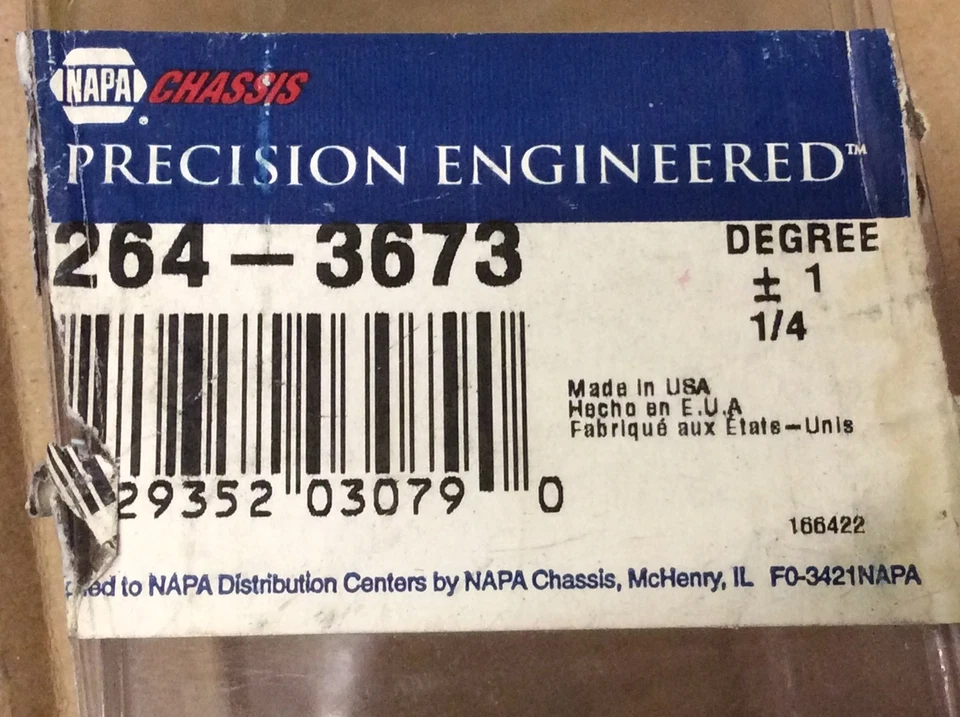 NAPA CHASSIS
PRECISION ENGINEERED™
264-3673
DEGREE
± 1
1/4
Made in USA
Hecho en E.U.A
Fabriqué aux États-Unis
29352 03079 0
166422
to NAPA Distribution Centers by NAPA Chassis, McHenry, IL F0-3421NAPA